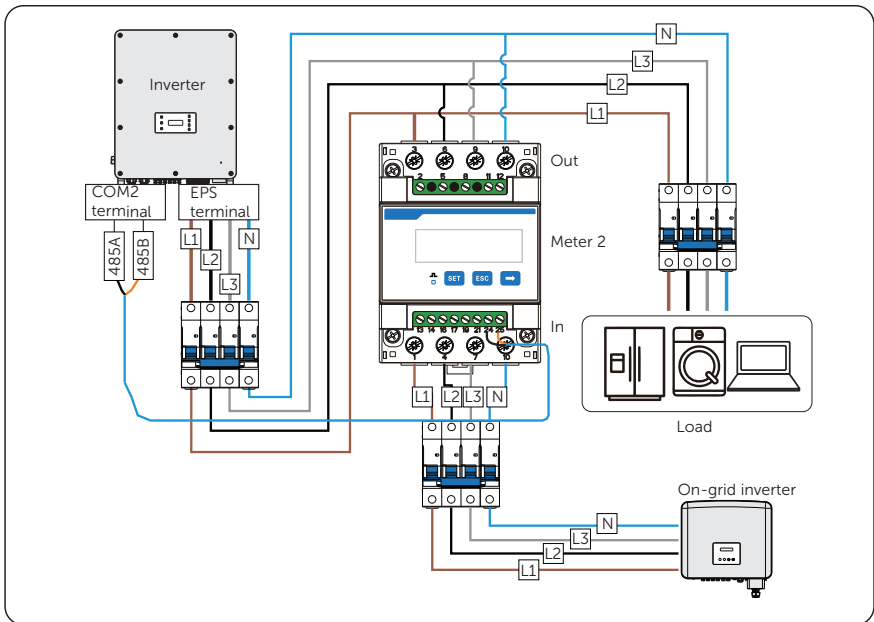 N
L3
L2
L1
Inverter
3 6 9 10
Out
2 5 8 11 12
COM2
terminal
EPS
terminal
L1
L2
L3
N
485A
485B
Meter 2
SET ESC
In
13 14 16 17 19 21 24 25
1 4 7 10
L1 L2 L3 N
Load
On-grid inverter
N
L3
L2
L1